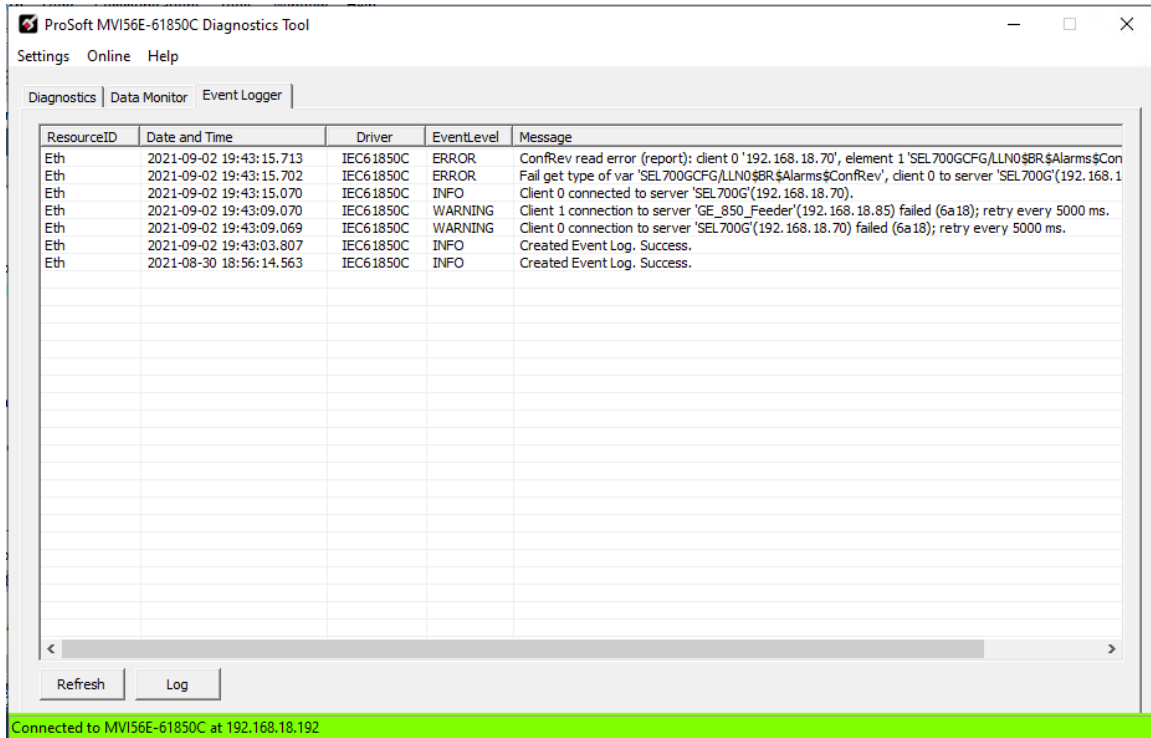 ProSoft MVI56E-61850C Diagnostics Tool
Settings Online Help
Diagnostics Data Monitor Event Logger
ResourceID Date and Time Driver EventLevel Message
Eth 2021-09-02 19:43:15.713 IEC61850C ERROR ConfRev read error (report): client 0 '192.168.18.70', element 1 'SEL700GCFG/LLN0$BR$Alarms$Con
Eth 2021-09-02 19:43:15.702 IEC61850C ERROR Fail get type of var 'SEL700GCFG/LLN0$BR$Alarms$ConfRev', client 0 to server 'SEL700G'(192.168.1
Eth 2021-09-02 19:43:15.070 IEC61850C INFO Client 0 connected to server 'SEL700G'(192.168.18.70).
Eth 2021-09-02 19:43:09.070 IEC61850C WARNING Client 1 connection to server 'GE_850_Feeder'(192.168.18.85) failed (6a18); retry every 5000 ms.
Eth 2021-09-02 19:43:09.069 IEC61850C WARNING Client 0 connection to server 'SEL700G'(192.168.18.70) failed (6a18); retry every 5000 ms.
Eth 2021-09-02 19:43:03.807 IEC61850C INFO Created Event Log. Success.
Eth 2021-08-30 18:56:14.563 IEC61850C INFO Created Event Log. Success.
Refresh Log
Connected to MVI56E-61850C at 192.168.18.192